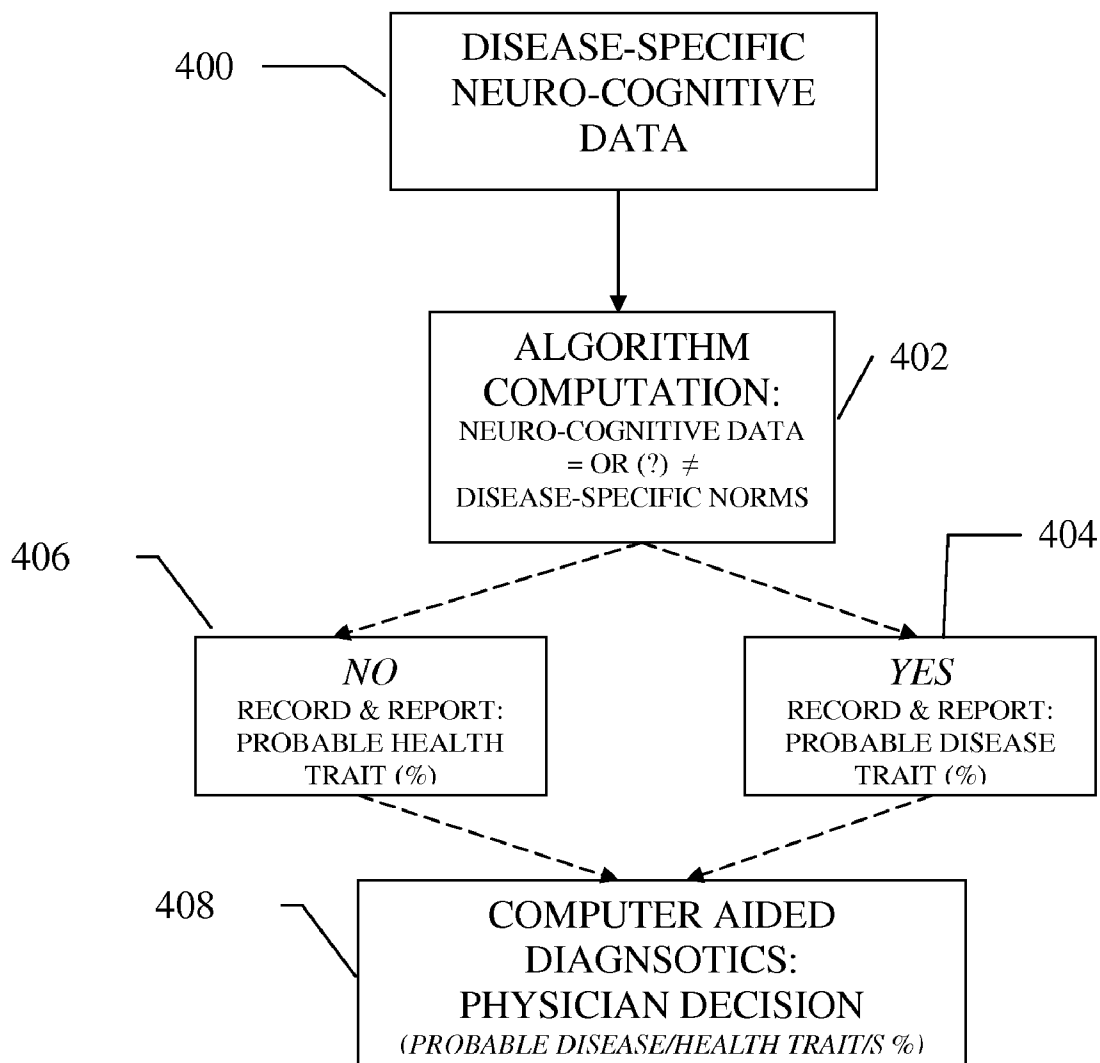 400
DISEASE-SPECIFIC
NEURO-COGNITIVE
DATA
ALGORITHM
COMPUTATION:
NEURO-COGNITIVE DATA
= OR (?) ≠
DISEASE-SPECIFIC NORMS
402
406
404
NO
RECORD & REPORT:
PROBABLE HEALTH
TRAIT (%)
YES
RECORD & REPORT:
PROBABLE DISEASE
TRAIT (%)
408
COMPUTER AIDED
DIAGNSOTICS:
PHYSICIAN DECISION
(PROBABLE DISEASE/HEALTH TRAIT/S %)